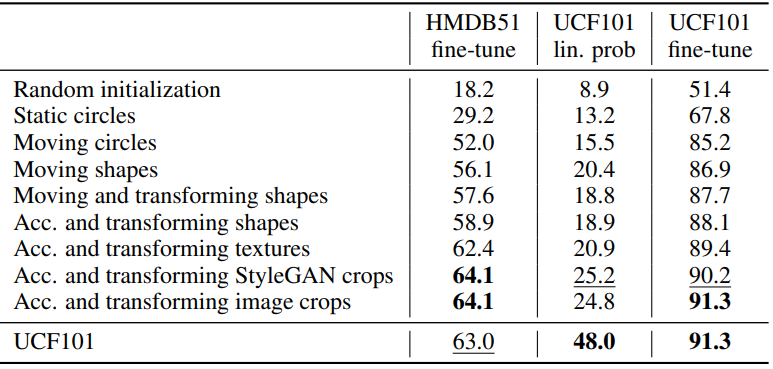 HMDB51 UCF101 UCF101
fine-tune lin. prob fine-tune
Random initialization 18.2 8.9 51.4
Static circles 29.2 13.2 67.8
Moving circles 52.0 15.5 85.2
Moving shapes 56.1 20.4 86.9
Moving and transforming shapes 57.6 18.8 87.7
Acc. and transforming shapes 58.9 18.9 88.1
Acc. and transforming textures 62.4 20.9 89.4
Acc. and transforming StyleGAN crops 64.1 25.2 90.2
Acc. and transforming image crops 64.1 24.8 91.3
UCF101 63.0 48.0 91.3